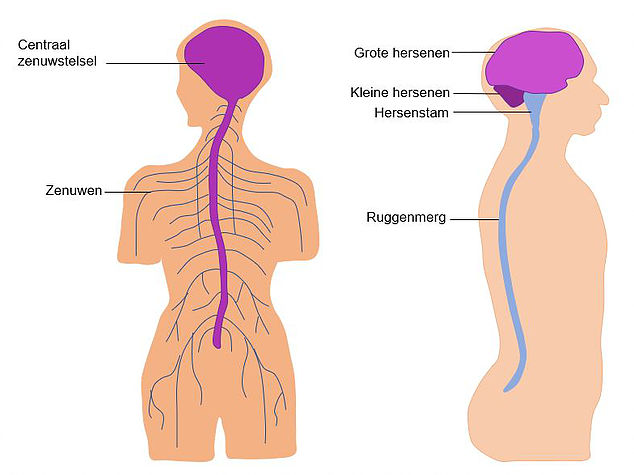 Centraal
zenuwstelsel
Zenuwen
Grote hersenen
Kleine hersenen
Hersenstam
Ruggenmerg